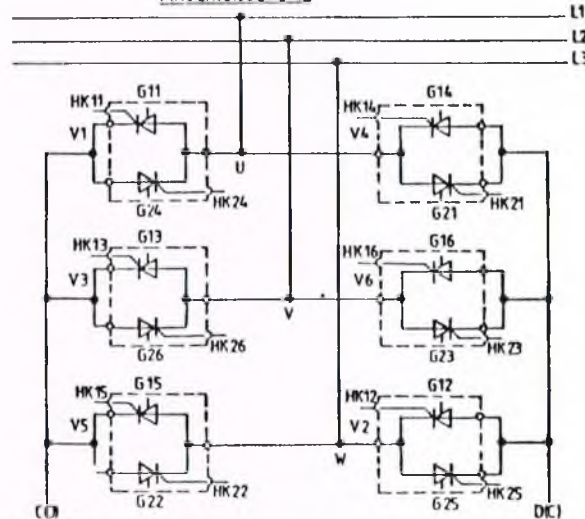 L1
L2
L3
HK11 G11
V1
U
G24 HK24
HK14 G14
V4
G21 HK21
HK13 G13
V3
V
G26 HK26
HK16 G16
V6
G23 HK23
HK15 G15
V5
W
G22 HK22
HK12 G12
V2
G25 HK25
C(D)
D(C)